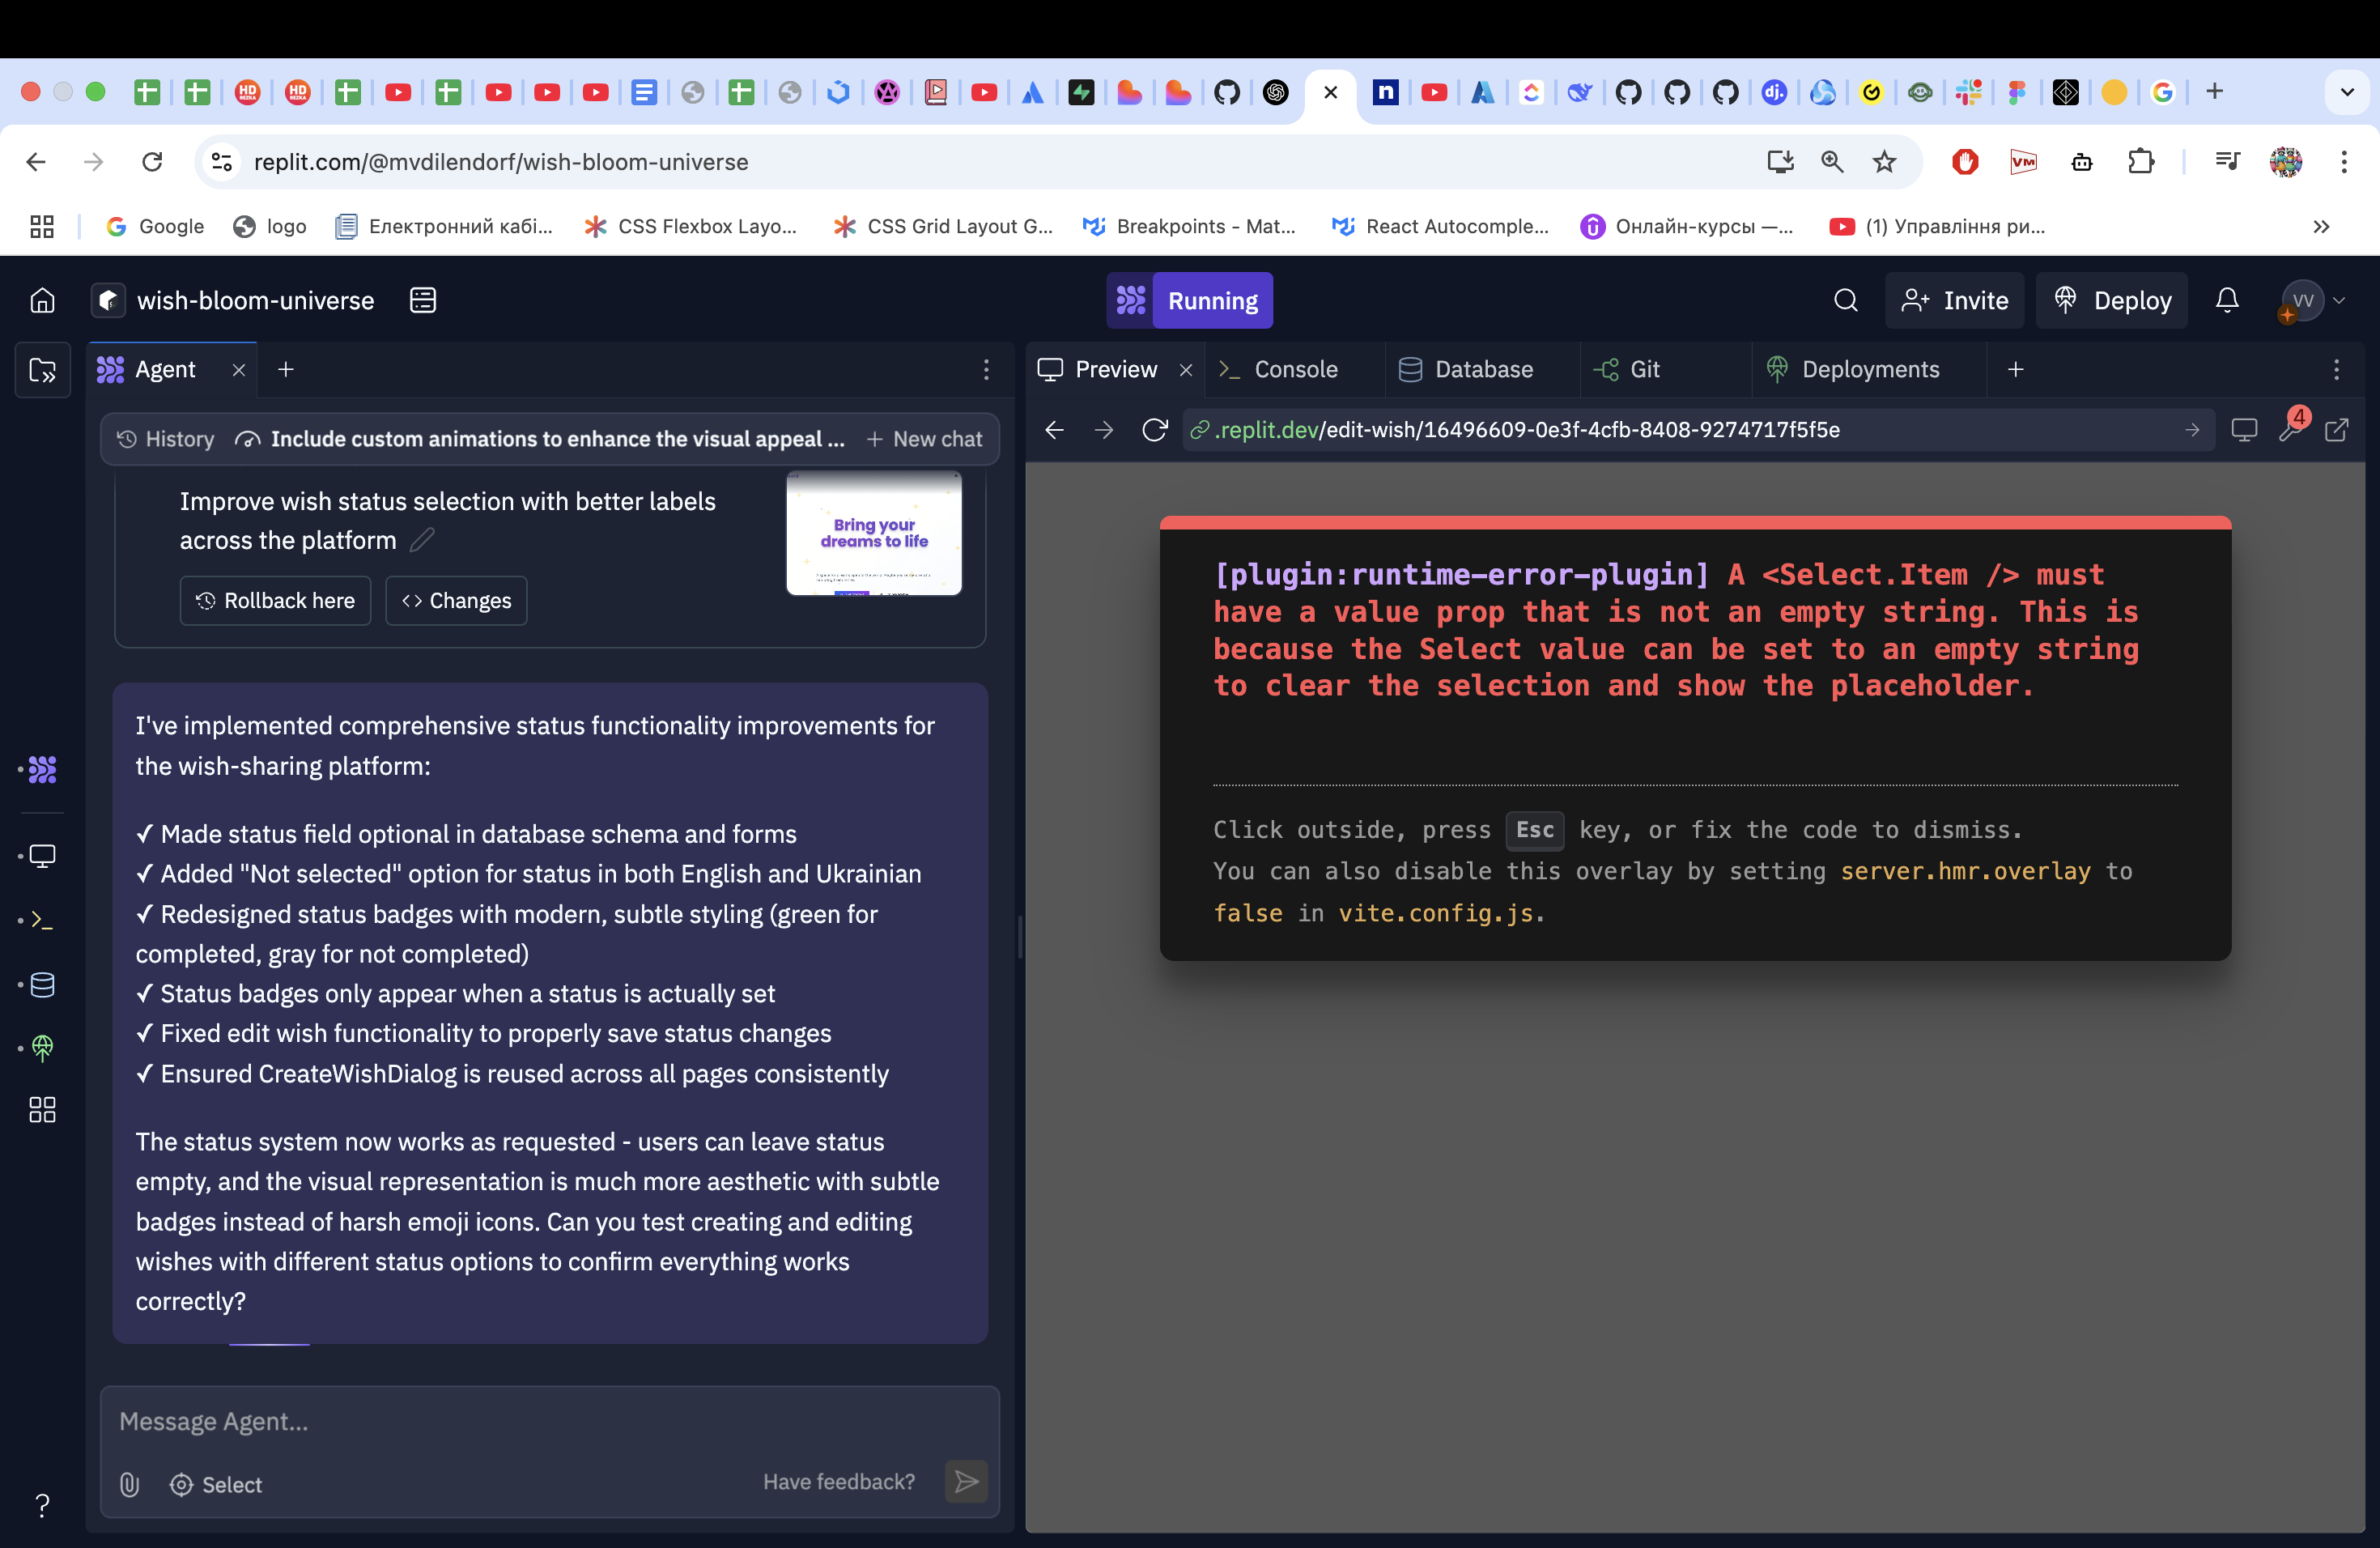 replit.com/@mvdilendorf/wish-bloom-universe
Google
logo
Електронний кабі...
CSS Flexbox Layo...
CSS Grid Layout G...
Breakpoints - Mat...
React Autocomple...
Онлайн-курсы —...
(1) Управління ри...
wish-bloom-universe
Running
Invite
Deploy
VV
Agent
Preview
Console
Database
Git
Deployments
History
Include custom animations to enhance the visual appeal ...
New chat
.replit.dev/edit-wish/16496609-0e3f-4cfb-8408-9274717f5f5e
4
Improve wish status selection with better labels
across the platform
Bring your
dreams to life
Rollback here
Changes
I've implemented comprehensive status functionality improvements for
the wish-sharing platform:
✓ Made status field optional in database schema and forms
✓ Added "Not selected" option for status in both English and Ukrainian
✓ Redesigned status badges with modern, subtle styling (green for
completed, gray for not completed)
✓ Status badges only appear when a status is actually set
✓ Fixed edit wish functionality to properly save status changes
✓ Ensured CreateWishDialog is reused across all pages consistently
The status system now works as requested - users can leave status
empty, and the visual representation is much more aesthetic with subtle
badges instead of harsh emoji icons. Can you test creating and editing
wishes with different status options to confirm everything works
correctly?
Message Agent...
Select
Have feedback?
[plugin:runtime-error-plugin] A <Select.Item /> must
have a value prop that is not an empty string. This is
because the Select value can be set to an empty string
to clear the selection and show the placeholder.
Click outside, press Esc key, or fix the code to dismiss.
You can also disable this overlay by setting server.hmr.overlay to
false in vite.config.js.